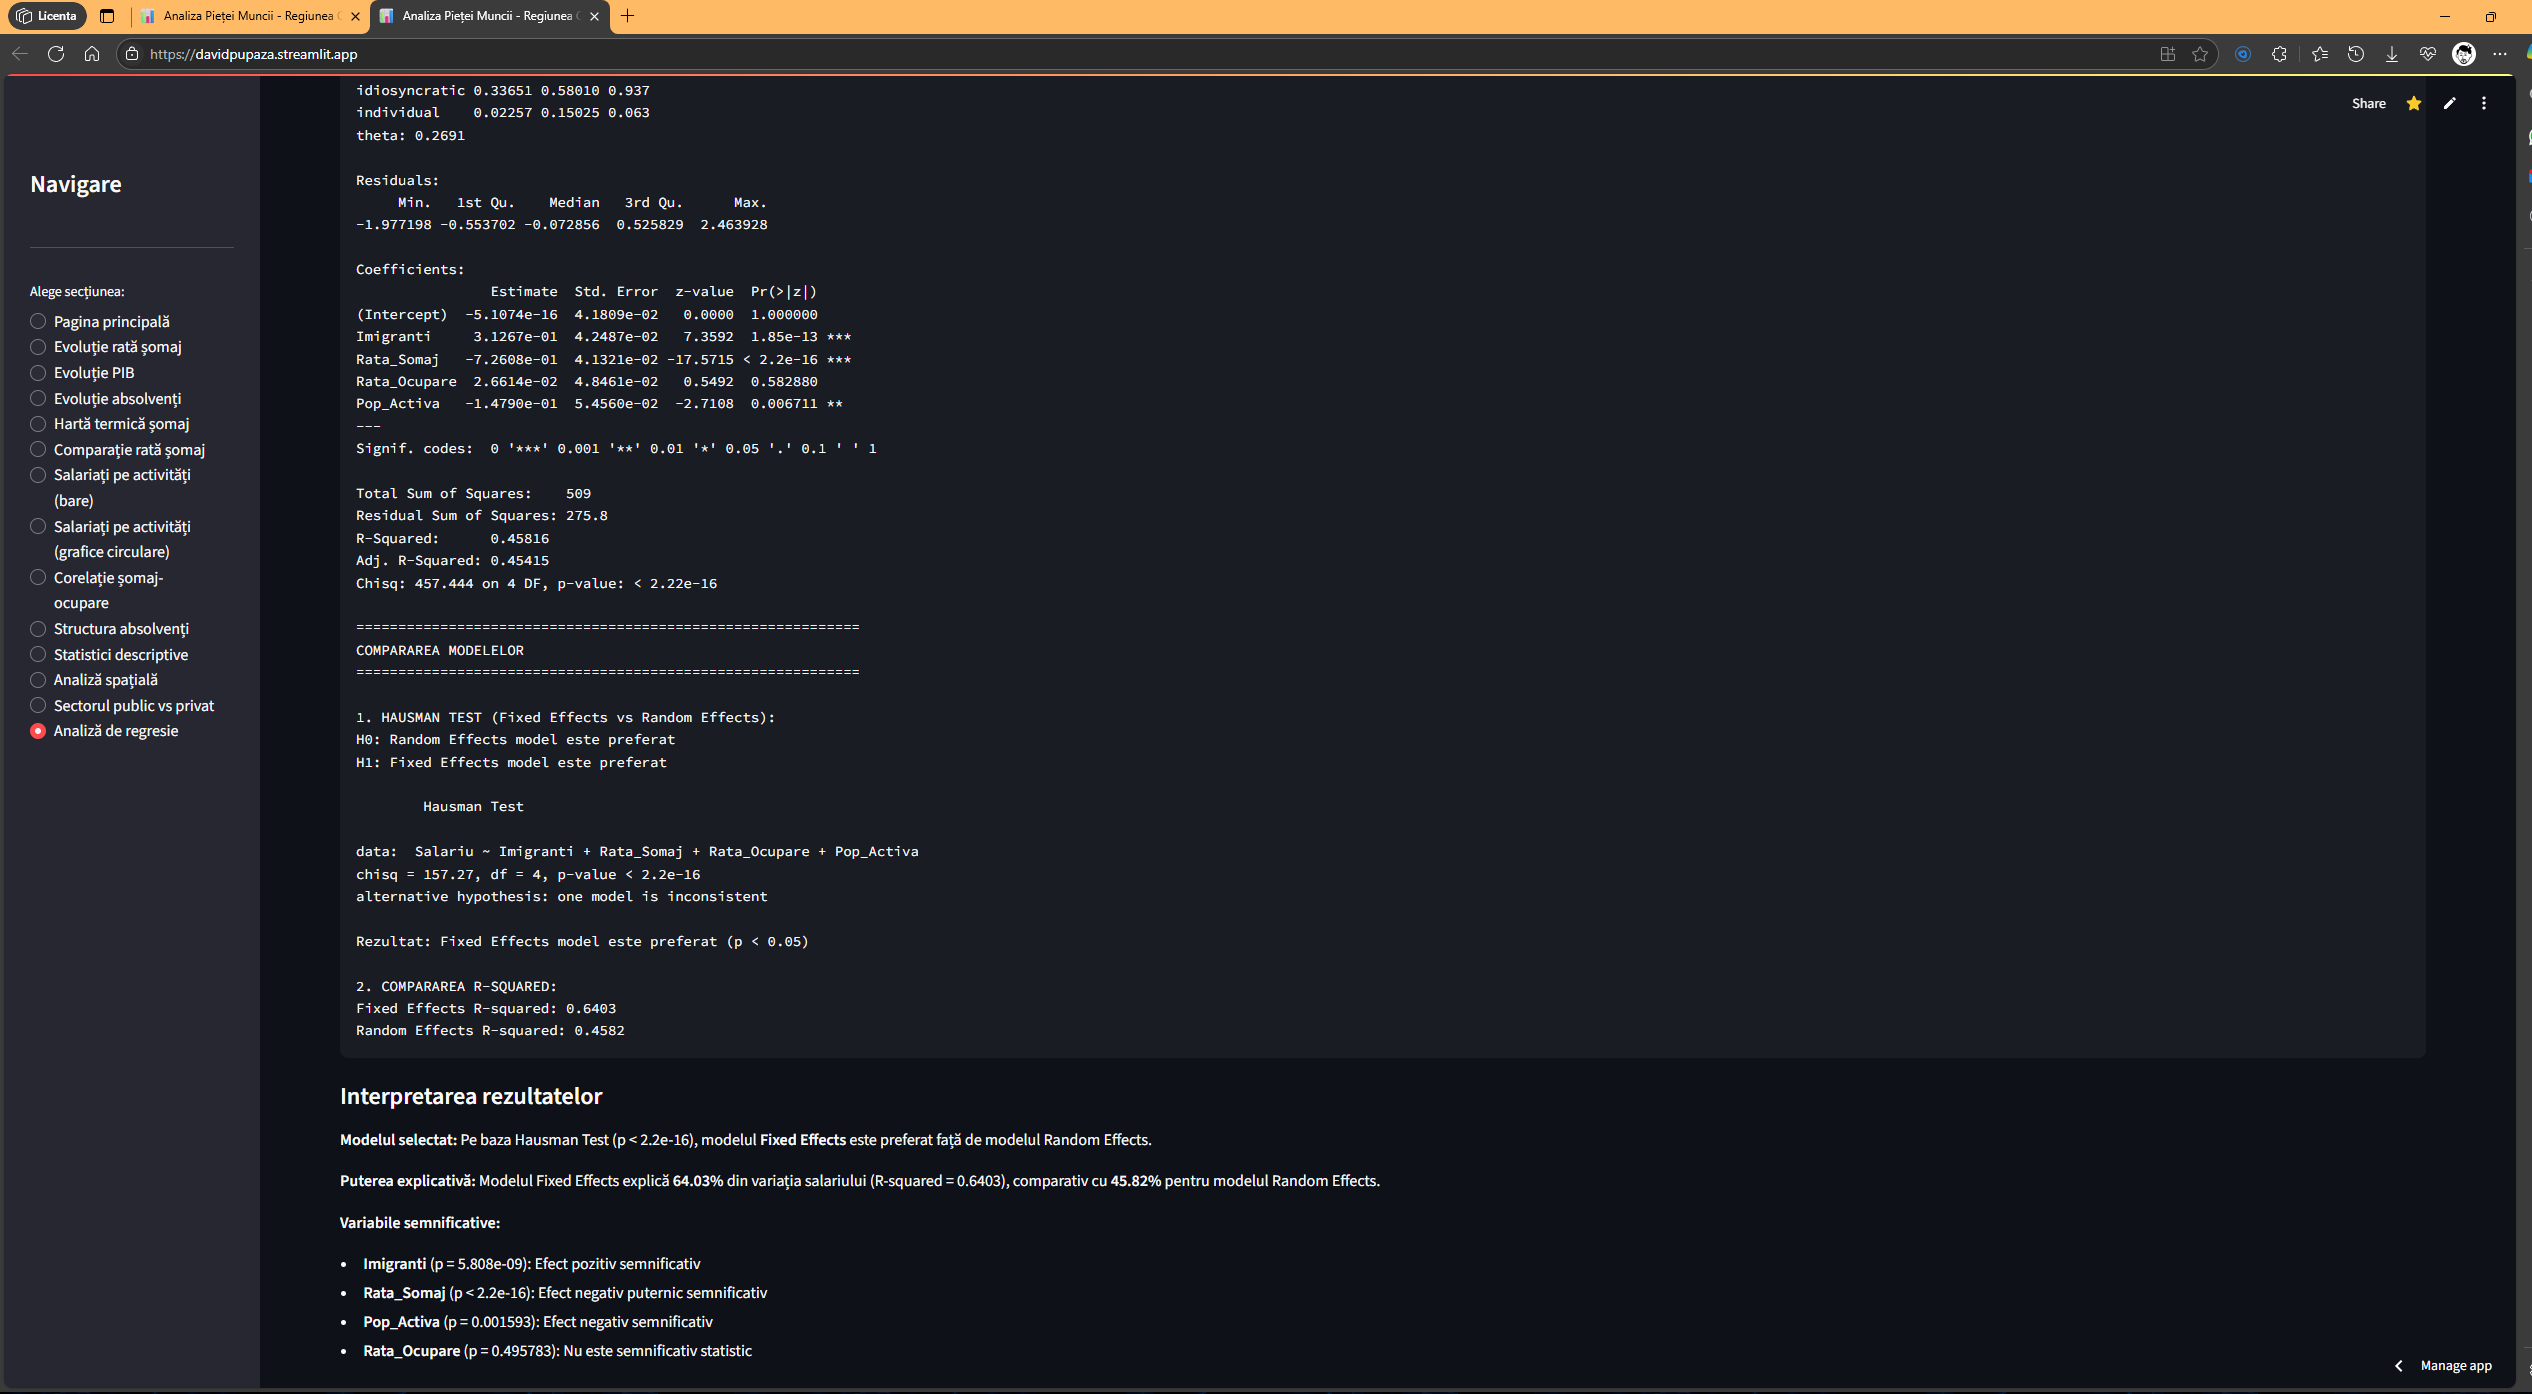 Licenta
Analiza Pieței Muncii - Regiunea
Analiza Pieței Muncii - Regiunea
https://davidpupaza.streamlit.app
Share
Navigare
Alege secțiunea:
Pagina principală
Evoluție rată șomaj
Evoluție PIB
Evoluție absolvenți
Hartă termică șomaj
Comparație rată șomaj
Salariați pe activități
(bare)
Salariați pe activități
(grafice circulare)
Corelație șomaj-
ocupare
Structura absolvenți
Statistici descriptive
Analiză spațială
Sectorul public vs privat
Analiză de regresie
idiosyncratic 0.33651 0.58010 0.937
individual    0.02257 0.15025 0.063
theta: 0.2691
Residuals:
     Min.   1st Qu.    Median   3rd Qu.      Max.
-1.977198 -0.553702 -0.072856  0.525829  2.463928
Coefficients:
                Estimate  Std. Error  z-value  Pr(>|z|)
(Intercept)  -5.1074e-16  4.1809e-02   0.0000  1.000000
Imigranti     3.1267e-01  4.2487e-02   7.3592  1.85e-13 ***
Rata_Somaj   -7.2608e-01  4.1321e-02 -17.5715 < 2.2e-16 ***
Rata_Ocupare  2.6614e-02  4.8461e-02   0.5492  0.582880
Pop_Activa   -1.4790e-01  5.4560e-02  -2.7108  0.006711 **
---
Signif. codes:  0 '***' 0.001 '**' 0.01 '*' 0.05 '.' 0.1 ' ' 1
Total Sum of Squares:    509
Residual Sum of Squares: 275.8
R-Squared:      0.45816
Adj. R-Squared: 0.45415
Chisq: 457.444 on 4 DF, p-value: < 2.22e-16
============================================================
COMPARAREA MODELELOR
============================================================
1. HAUSMAN TEST (Fixed Effects vs Random Effects):
H0: Random Effects model este preferat
H1: Fixed Effects model este preferat
        Hausman Test
data:  Salariu ~ Imigranti + Rata_Somaj + Rata_Ocupare + Pop_Activa
chisq = 157.27, df = 4, p-value < 2.2e-16
alternative hypothesis: one model is inconsistent
Rezultat: Fixed Effects model este preferat (p < 0.05)
2. COMPARAREA R-SQUARED:
Fixed Effects R-squared: 0.6403
Random Effects R-squared: 0.4582
Interpretarea rezultatelor
Modelul selectat: Pe baza Hausman Test (p < 2.2e-16), modelul Fixed Effects este preferat față de modelul Random Effects.
Puterea explicativă: Modelul Fixed Effects explică 64.03% din variația salariului (R-squared = 0.6403), comparativ cu 45.82% pentru modelul Random Effects.
Variabile semnificative:
• Imigranti (p = 5.808e-09): Efect pozitiv semnificativ
• Rata_Somaj (p < 2.2e-16): Efect negativ puternic semnificativ
• Pop_Activa (p = 0.001593): Efect negativ semnificativ
• Rata_Ocupare (p = 0.495783): Nu este semnificativ statistic
Manage app